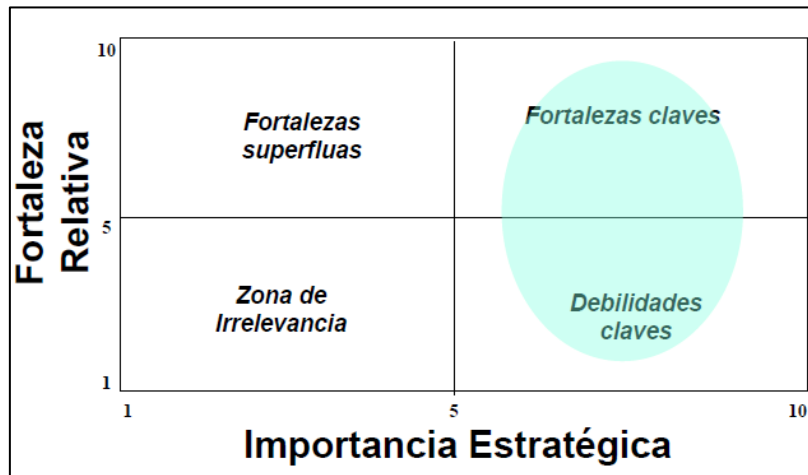 10
Fortaleza
Relativa
Fortalezas
superfluas
Fortalezas claves
5
Zona de
Irrelevancia
Debilidades
claves
1
1
5
10
Importancia Estratégica